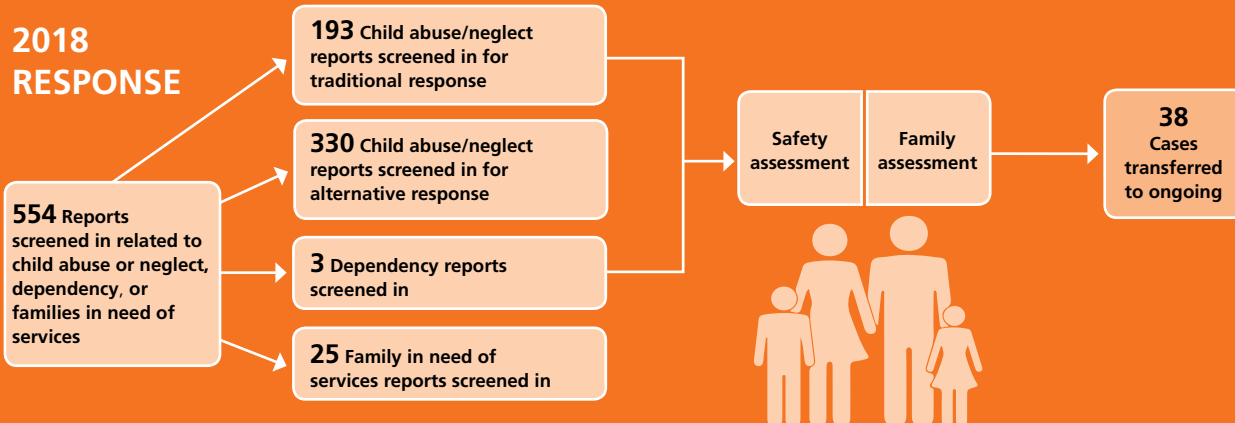 2018
RESPONSE
554 Reports
screened in related to
child abuse or neglect,
dependency, or
families in need of
services
193 Child abuse/neglect
reports screened in for
traditional response
330 Child abuse/neglect
reports screened in for
alternative response
3 Dependency reports
screened in
25 Family in need of
services reports screened in
Safety
assessment
Family
assessment
38
Cases
transferred
to ongoing